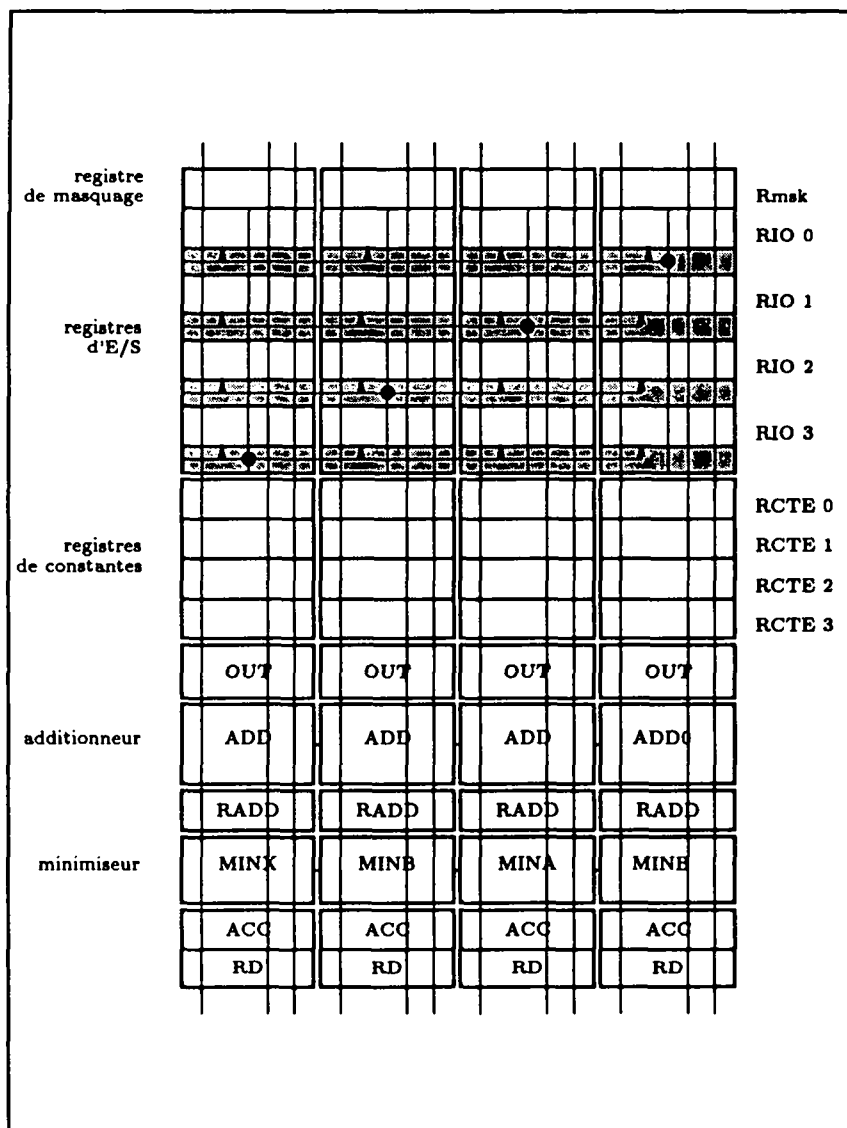 registre
de masquage
Rmsk
RIO 0
RIO 1
registres
d'E/S
RIO 2
RIO 3
RCTE 0
registres
de constantes
RCTE 1
RCTE 2
RCTE 3
OUT OUT OUT OUT
additionneur ADD ADD ADD ADD0
RADD RADD RADD RADD
minimiseur MINX MINB MINA MINE
ACC ACC ACC ACC
RD RD RD RD